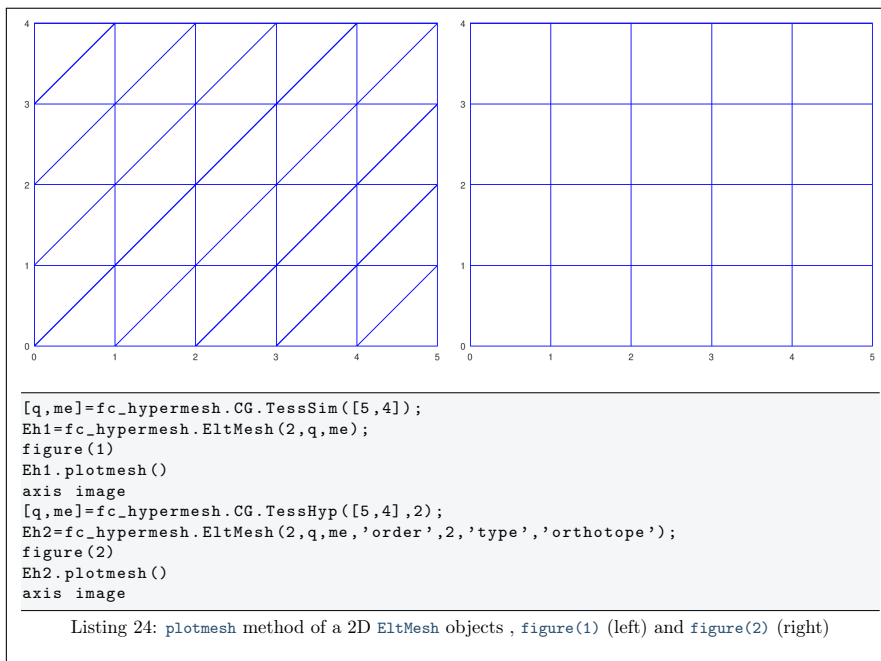 4
3
2
1
0
0 1 2 3 4 5
4
3
2
1
0
0 1 2 3 4 5
[q,me]=fc_hypermesh.CG.TessSim([5,4]);
Eh1=fc_hypermesh.EltMesh(2,q,me);
figure(1)
Eh1.plotmesh()
axis image
[q,me]=fc_hypermesh.CG.TessHyp([5,4],2);
Eh2=fc_hypermesh.EltMesh(2,q,me,’order’,2,’type’,’orthotope’);
figure(2)
Eh2.plotmesh()
axis image
Listing 24: plotmesh method of a 2D EltMesh objects , figure(1) (left) and figure(2) (right)